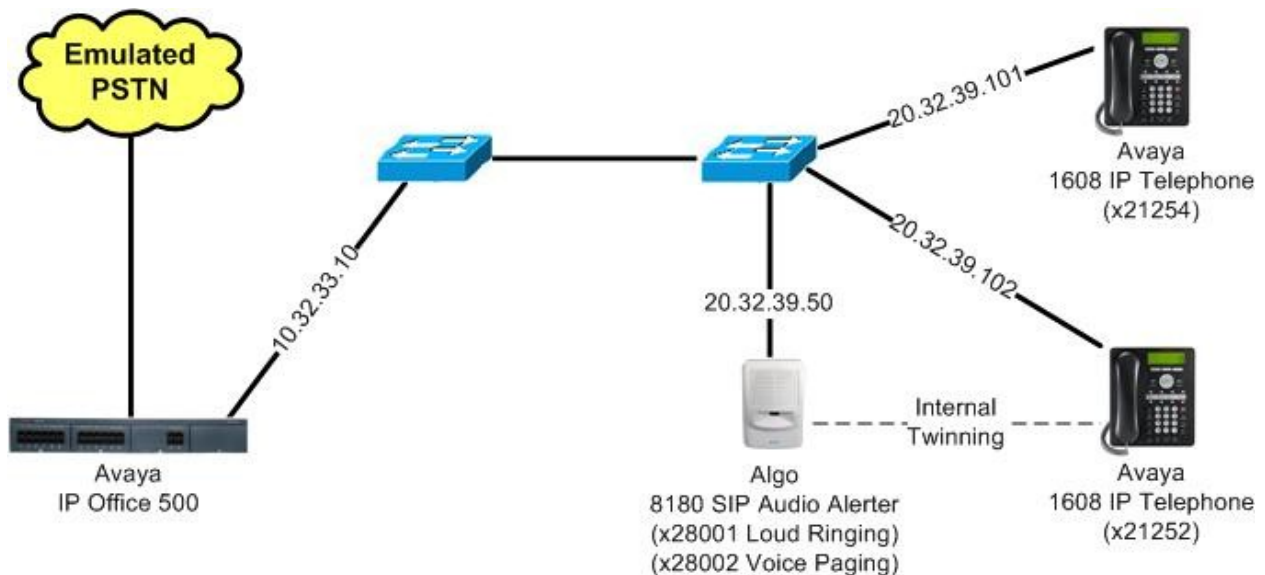 Emulated
PSTN
20.32.39.101
Avaya
1608 IP Telephone
(x21254)
10.32.33.10
20.32.39.102
20.32.39.50
Internal
Twinning
Avaya
IP Office 500
Algo
8180 SIP Audio Alerter
(x28001 Loud Ringing)
(x28002 Voice Paging)
Avaya
1608 IP Telephone
(x21252)